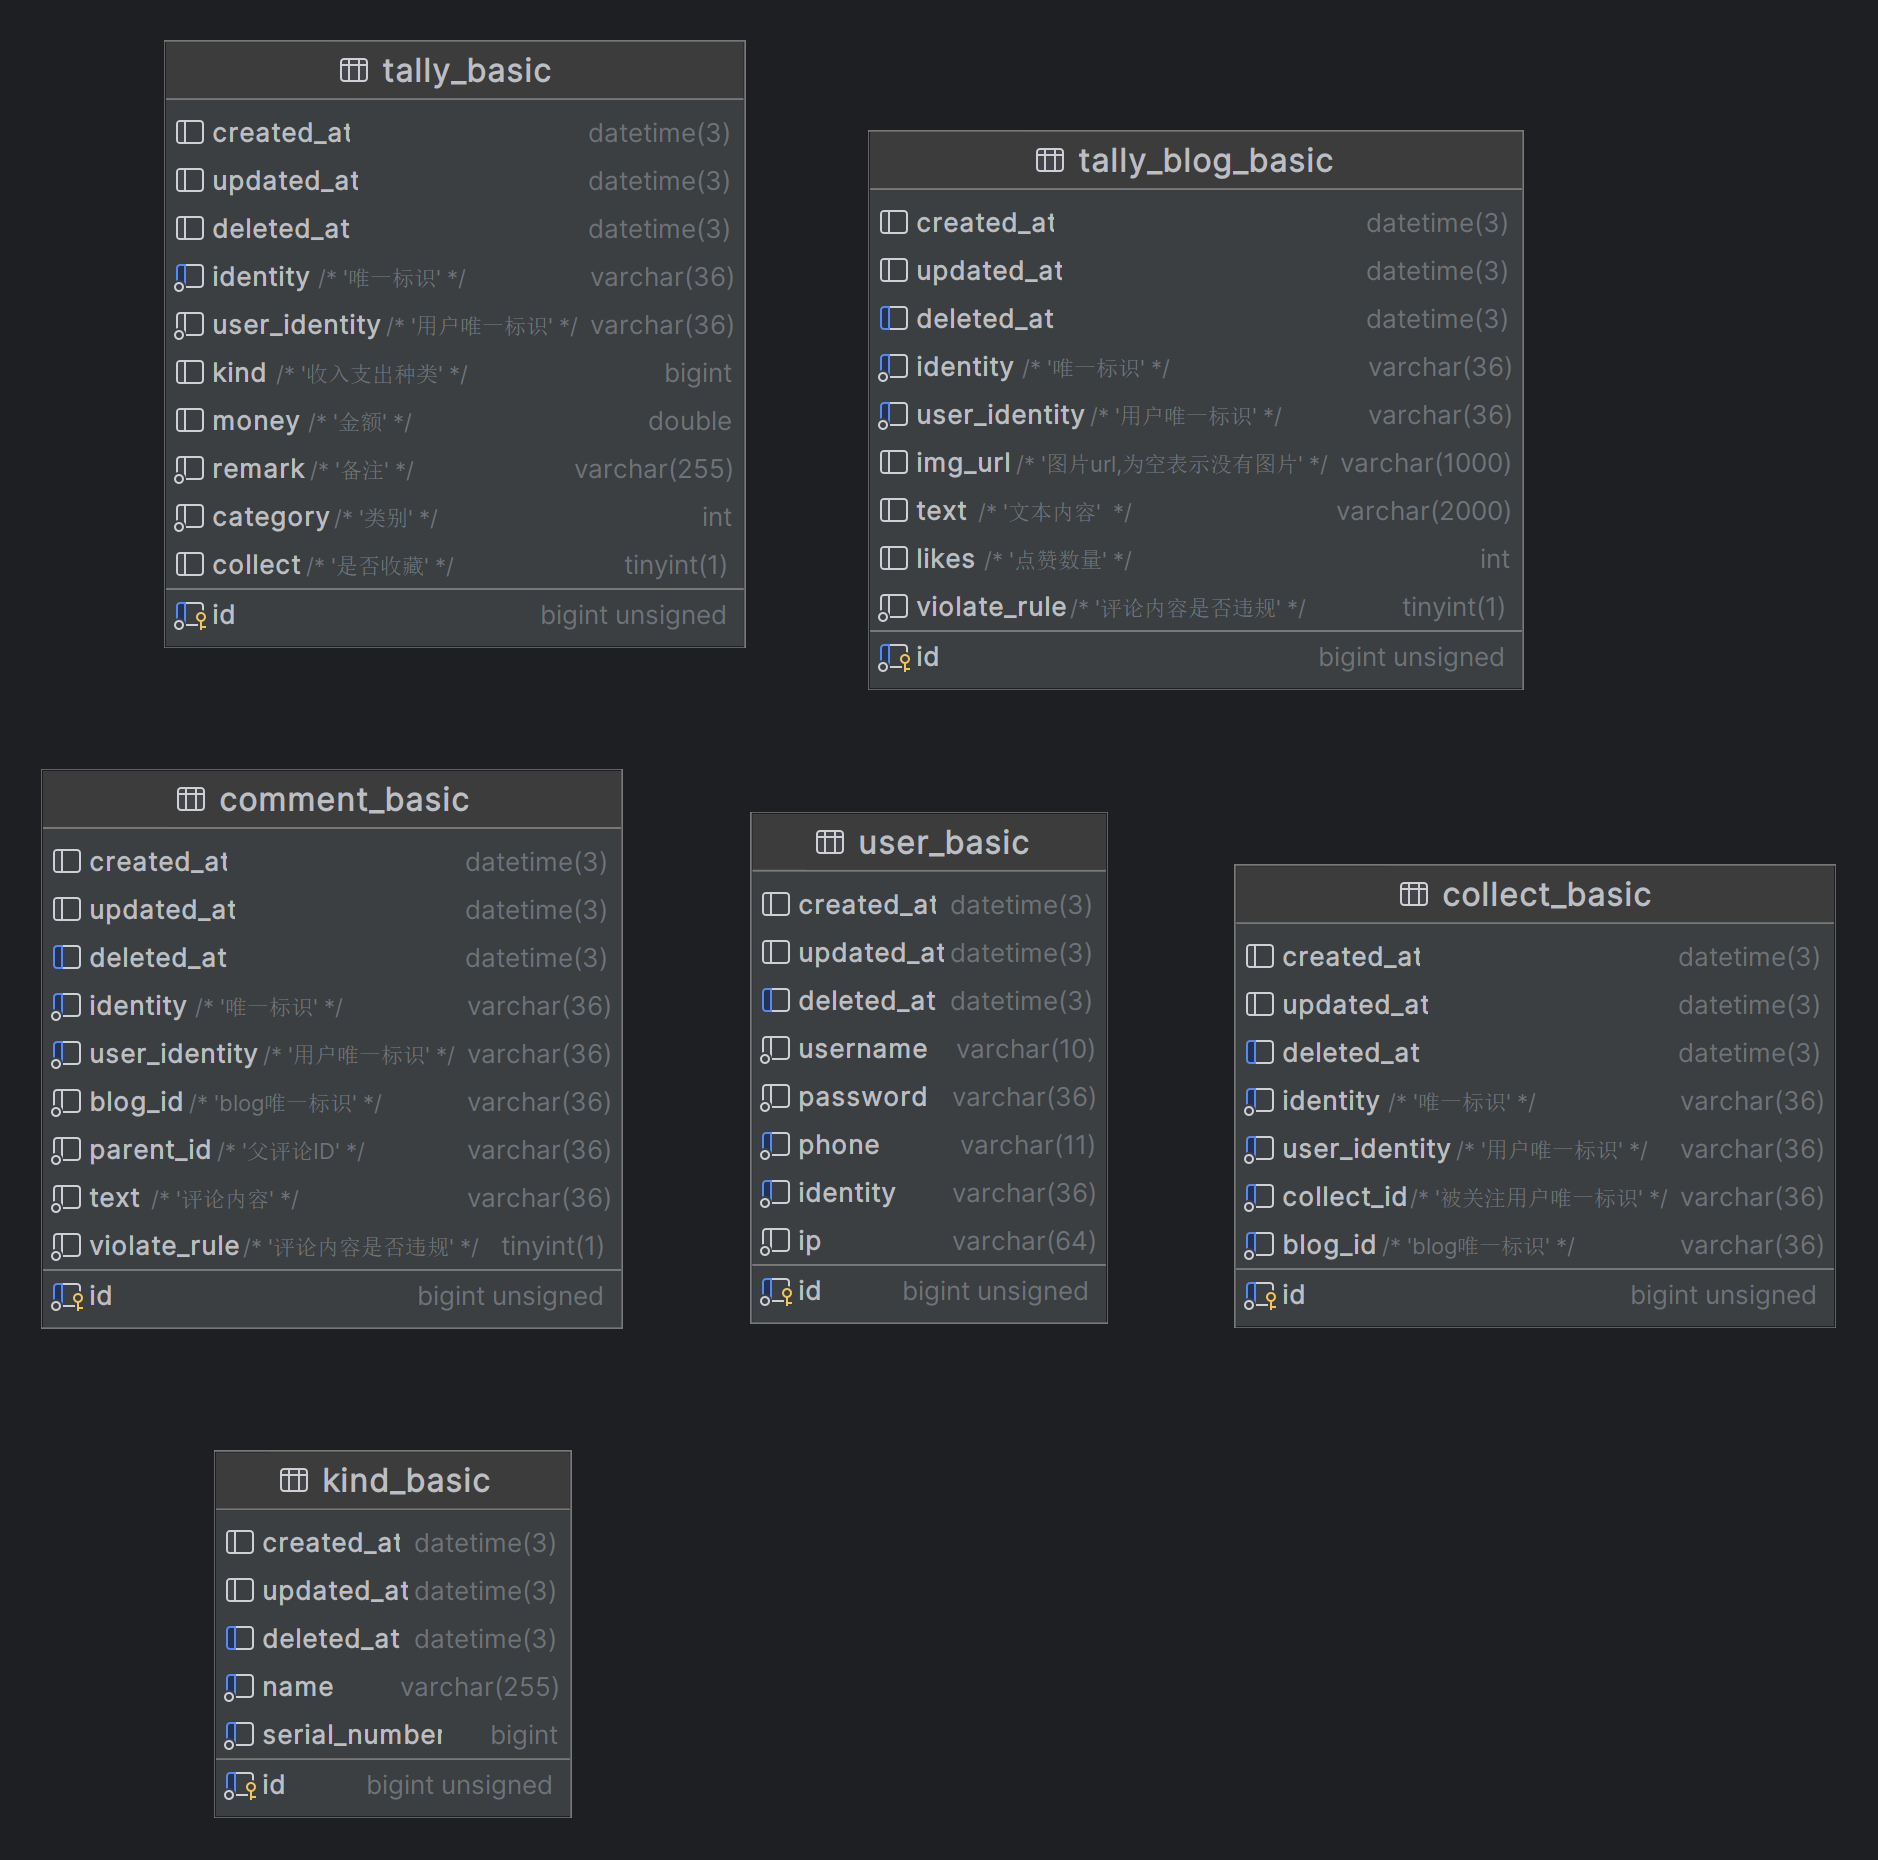 tally_basic
created_at datetime(3)
updated_at datetime(3)
deleted_at datetime(3)
identity /* '唯一标识' */ varchar(36)
user_identity /* '用户唯一标识' */ varchar(36)
kind /* '收入支出种类' */ bigint
money /* '金额' */ double
remark /* '备注' */ varchar(255)
category /* '类别' */ int
collect /* '是否收藏' */ tinyint(1)
id bigint unsigned
tally_blog_basic
created_at datetime(3)
updated_at datetime(3)
deleted_at datetime(3)
identity /* '唯一标识' */ varchar(36)
user_identity /* '用户唯一标识' */ varchar(36)
img_url /* '图片url,为空表示没有图片' */ varchar(1000)
text /* '文本内容' */ varchar(2000)
likes /* '点赞数量' */ int
violate_rule /* '评论内容是否违规' */ tinyint(1)
id bigint unsigned
comment_basic
created_at datetime(3)
updated_at datetime(3)
deleted_at datetime(3)
identity /* '唯一标识' */ varchar(36)
user_identity /* '用户唯一标识' */ varchar(36)
blog_id /* 'blog唯一标识' */ varchar(36)
parent_id /* '父评论ID' */ varchar(36)
text /* '评论内容' */ varchar(36)
violate_rule /* '评论内容是否违规' */ tinyint(1)
id bigint unsigned
user_basic
created_at datetime(3)
updated_at datetime(3)
deleted_at datetime(3)
username varchar(10)
password varchar(36)
phone varchar(11)
identity varchar(36)
ip varchar(64)
id bigint unsigned
collect_basic
created_at datetime(3)
updated_at datetime(3)
deleted_at datetime(3)
identity /* '唯一标识' */ varchar(36)
user_identity /* '用户唯一标识' */ varchar(36)
collect_id /* '被关注用户唯一标识' */ varchar(36)
blog_id /* 'blog唯一标识' */ varchar(36)
id bigint unsigned
kind_basic
created_at datetime(3)
updated_at datetime(3)
deleted_at datetime(3)
name varchar(255)
serial_number bigint
id bigint unsigned